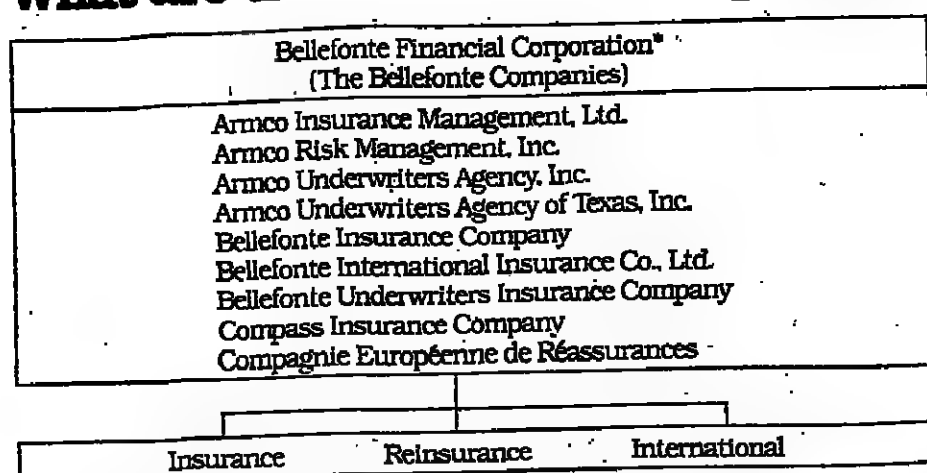 Bellefonte Financial Corporation*
(The Bellefonte Companies)
Armco Insurance Management, Ltd.
Armco Risk Management, Inc.
Armco Underwriters Agency, Inc.
Armco Underwriters Agency of Texas, Inc.
Bellefonte Insurance Company
Bellefonte International Insurance Co., Ltd.
Bellefonte Underwriters Insurance Company
Compass Insurance Company
Compagnie Européenne de Réassurances
Insurance Reinsurance International